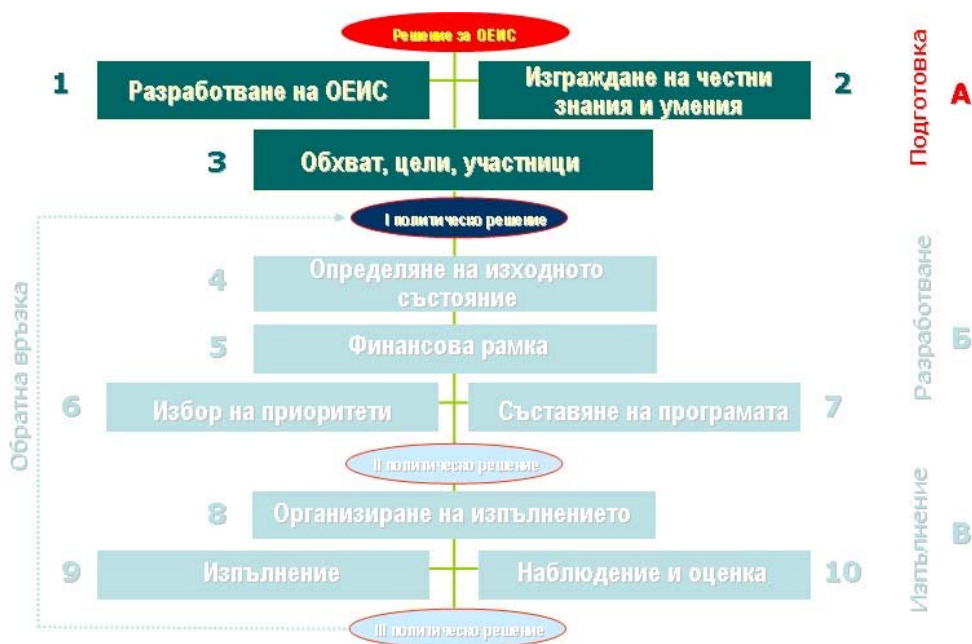 Решение за ОЕИС
1
Разработване на ОЕИС
Изграждане на честни
знания и умения
2
3
Обхват, цели, участници
Подготовка
А
I политическо решение
4
Определяне на изходното
състояние
5
Финансова рамка
6
Избор на приоритети
Съставяне на програмата
7
Разработване
Б
Обратна връзка
II политическо решение
8
Организиране на изпълнението
9
Изпълнение
Наблюдение и оценка
10
Изпълнение
В
III политическо решение